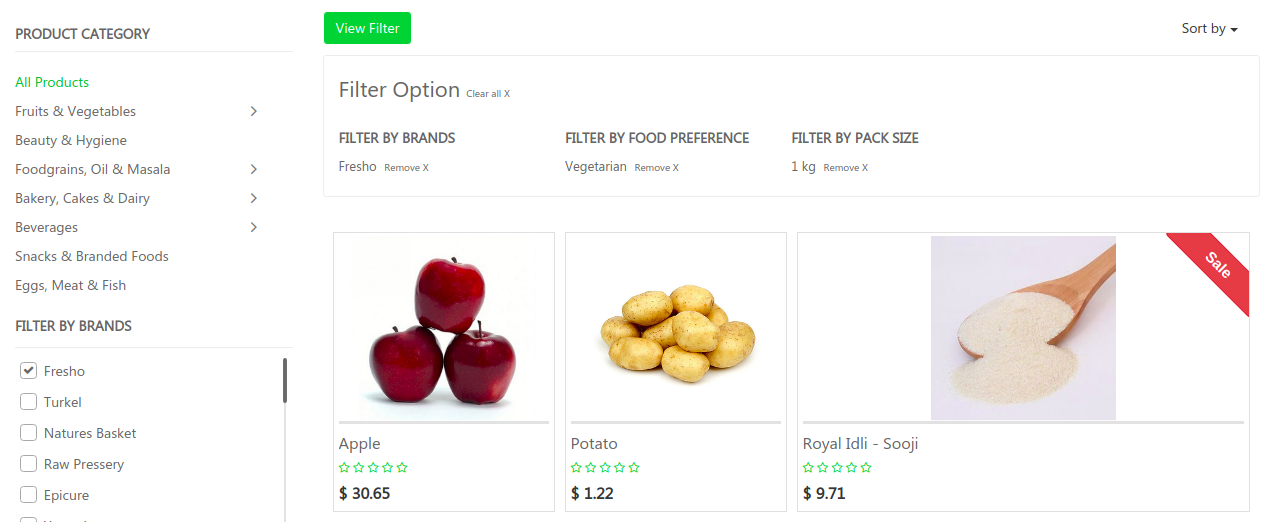 PRODUCT CATEGORY
All Products
Fruits & Vegetables
Beauty & Hygiene
Foodgrains, Oil & Masala
Bakery, Cakes & Dairy
Beverages
Snacks & Branded Foods
Eggs, Meat & Fish
FILTER BY BRANDS
Fresho
Turkel
Natures Basket
Raw Pressery
Epicure
View Filter
Sort by
Filter Option Clear all X
FILTER BY BRANDS
Fresho Remove X
FILTER BY FOOD PREFERENCE
Vegetarian Remove X
FILTER BY PACK SIZE
1 kg Remove X
Apple
$ 30.65
Potato
$ 1.22
Sale
Royal Idli - Sooji
$ 9.71